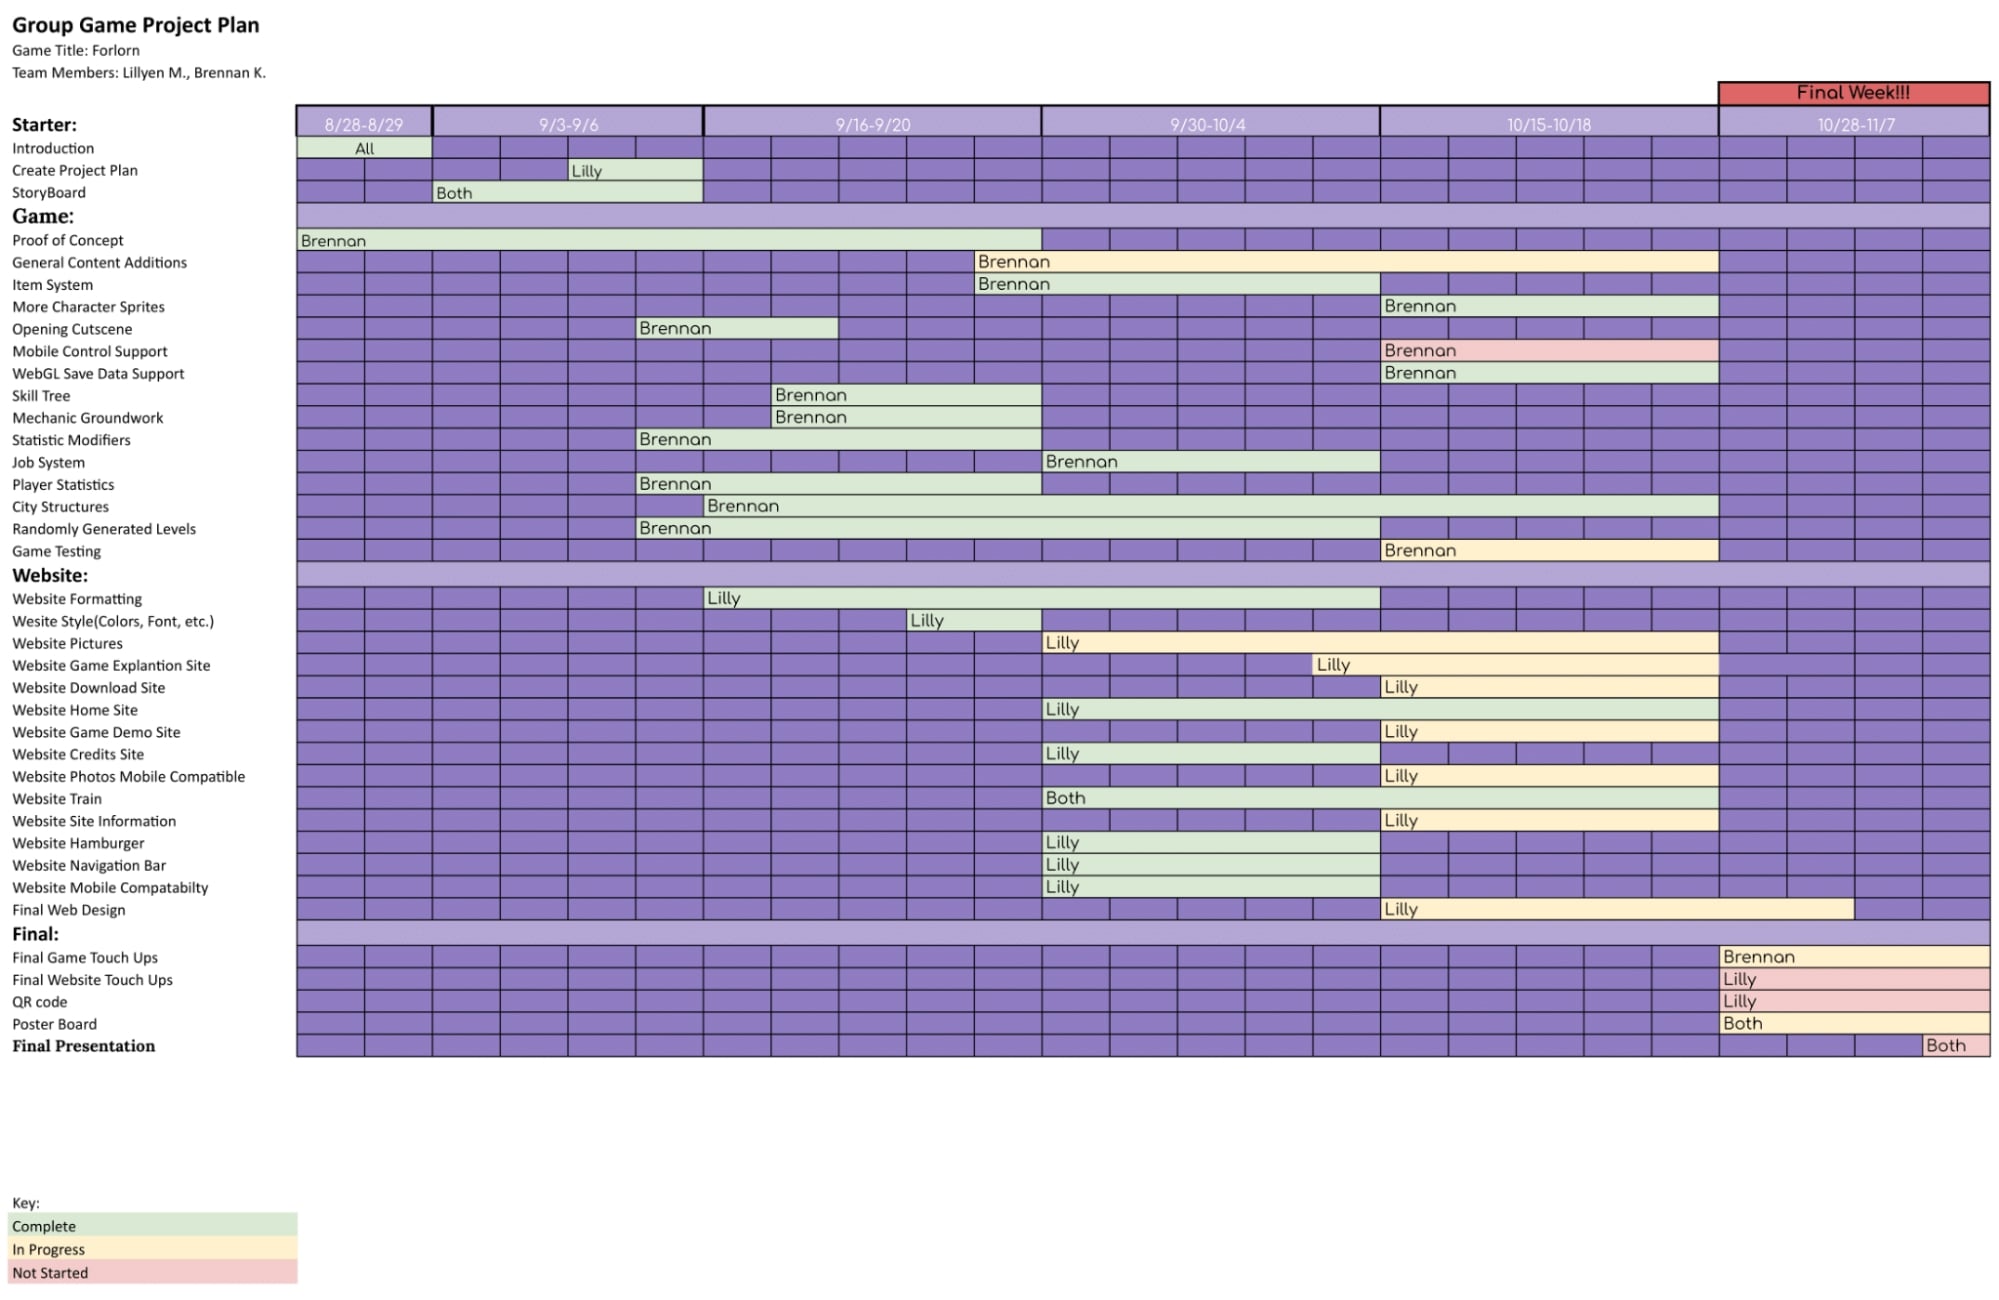 Group Game Project Plan
Game Title: Forlorn
Team Members: Lillyen M., Brennan K.
Final Week!!!
Starter: 8/28-8/29 9/3-9/6 9/16-9/20 9/30-10/4 10/15-10/18 10/28-11/7
Introduction All
Create Project Plan Lilly
StoryBoard Both
Game:
Proof of Concept Brennan
General Content Additions Brennan
Item System Brennan
More Character Sprites Brennan
Opening Cutscene Brennan
Mobile Control Support Brennan
WebGL Save Data Support Brennan
Skill Tree Brennan
Mechanic Groundwork Brennan
Statistic Modifiers Brennan
Job System Brennan
Player Statistics Brennan
City Structures Brennan
Randomly Generated Levels Brennan
Game Testing Brennan
Website:
Website Formatting Lilly
Wesite Style(Colors, Font, etc.) Lilly
Website Pictures Lilly
Website Game Explantion Site Lilly
Website Download Site Lilly
Website Home Site Lilly
Website Game Demo Site Lilly
Website Credits Site Lilly
Website Photos Mobile Compatible Lilly
Website Train Both
Website Site Information Lilly
Website Hamburger Lilly
Website Navigation Bar Lilly
Website Mobile Compatabilty Lilly
Final Web Design Lilly
Final:
Final Game Touch Ups Brennan
Final Website Touch Ups Lilly
QR code Lilly
Poster Board Both
Final Presentation Both
Key:
Complete
In Progress
Not Started